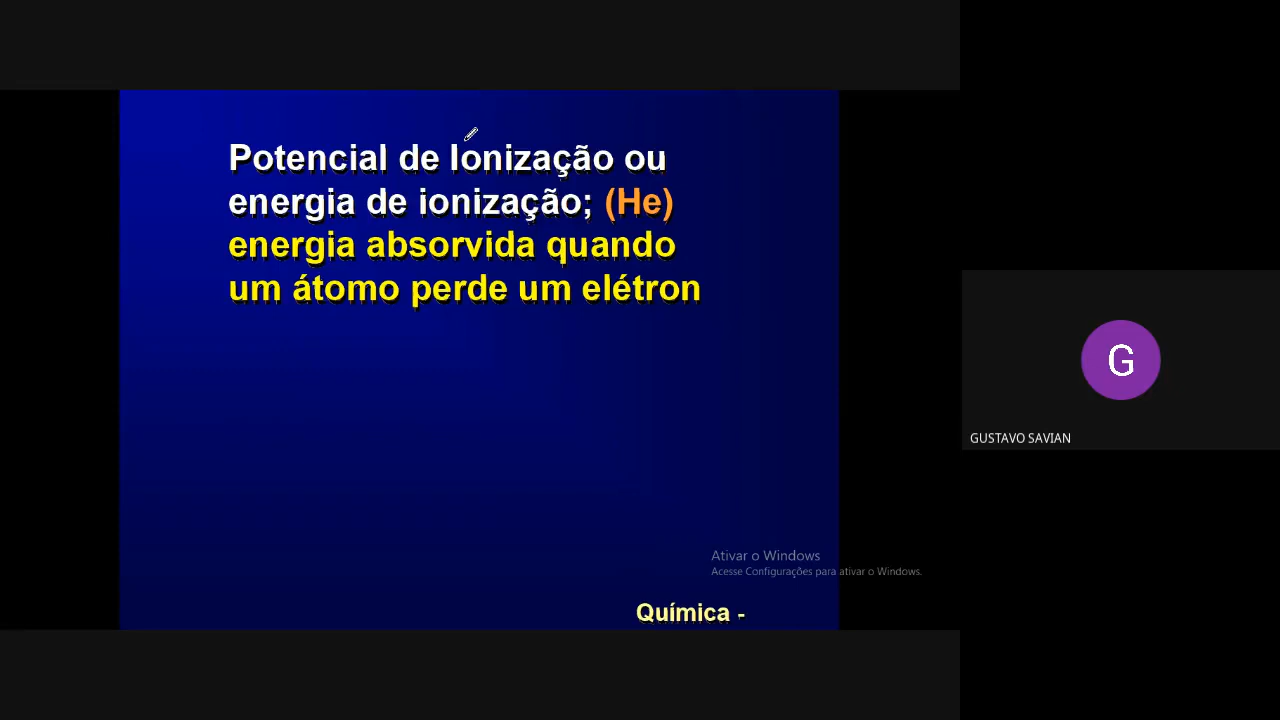 Potencial de Ionização ou
energia de ionização; (He)
energia absorvida quando
um átomo perde um elétron
G
GUSTAVO SAVIAN
Ativar o Windows
Acesse Configurações para ativar o Windows.
Química -